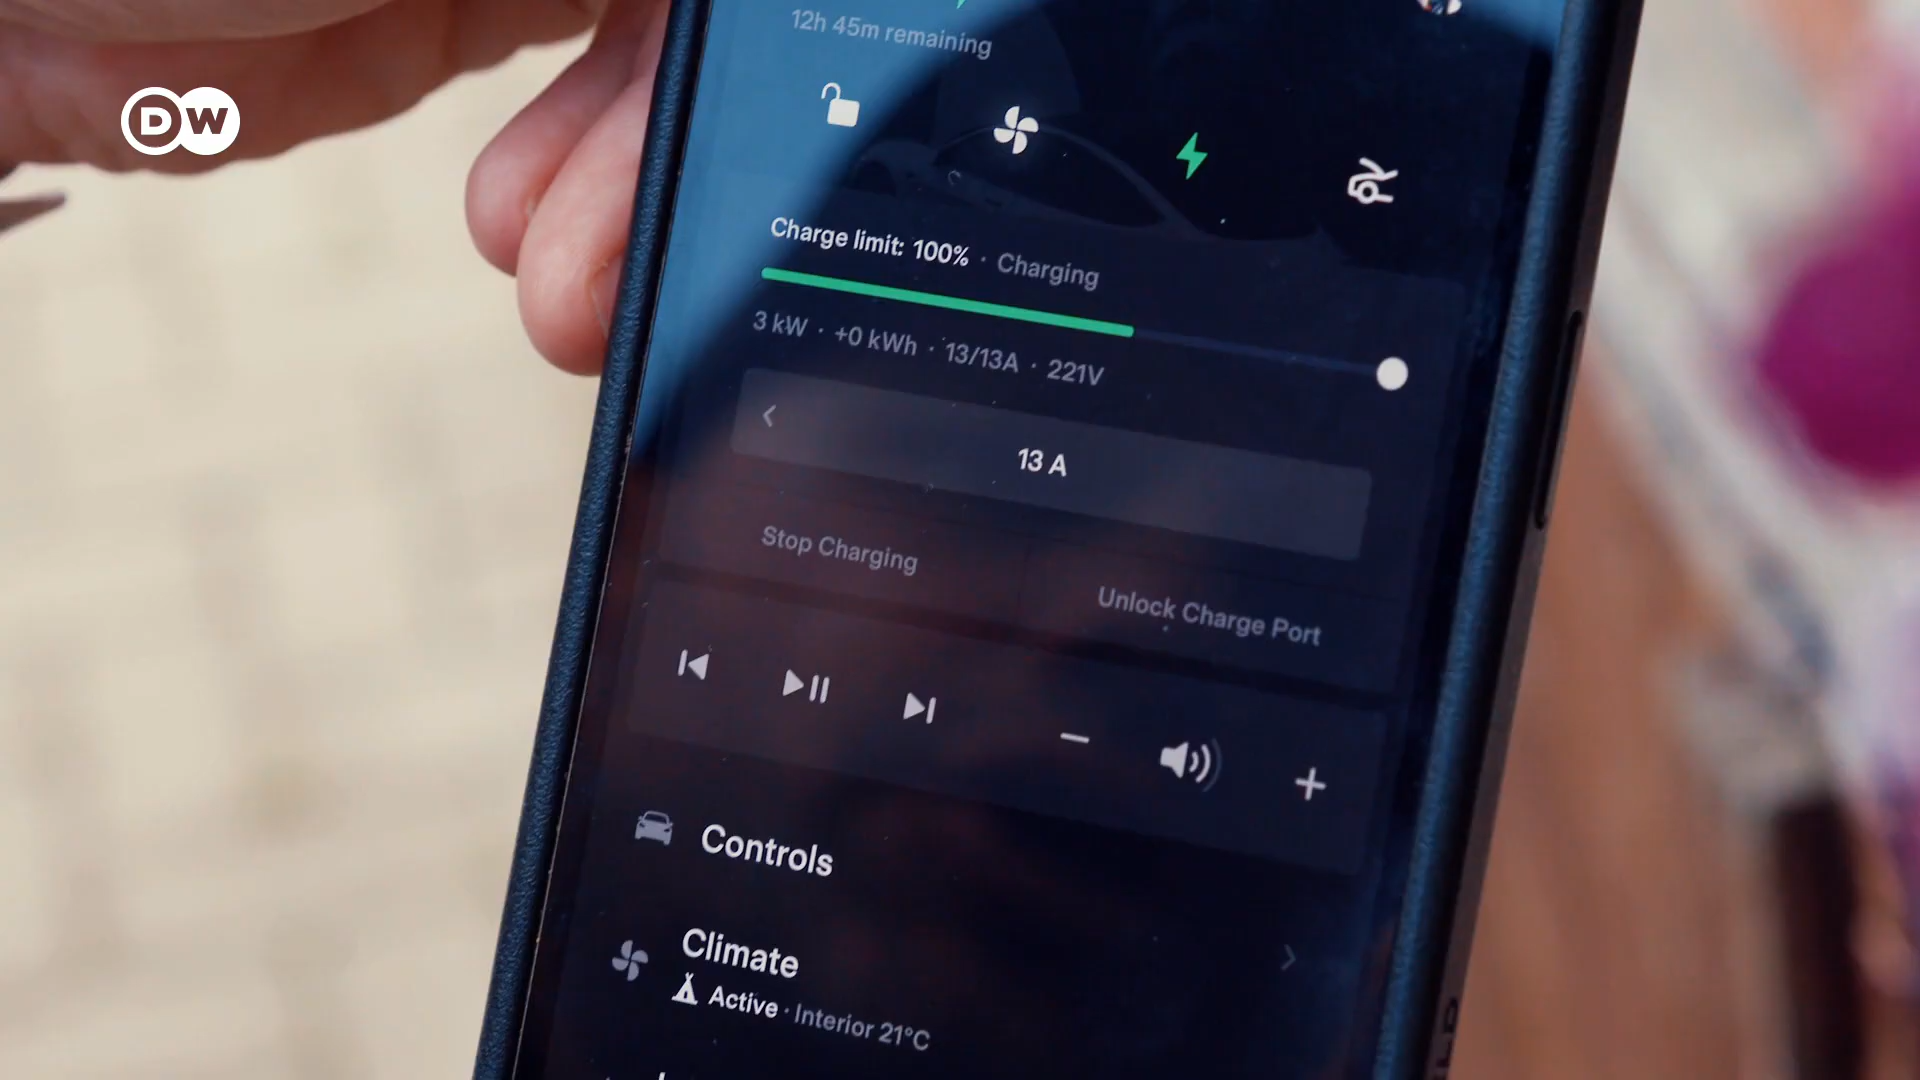 12h 45m remaining
DW
Charge limit: 100% · Charging
3 kW · +0 kWh · 13/13A · 221V
13 A
Stop Charging
Unlock Charge Port
Controls
Climate
Active · Interior 21°C